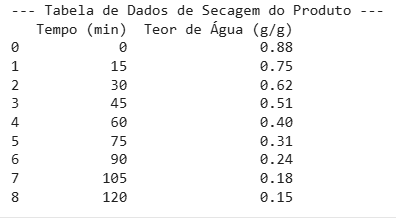 --- Tabela de Dados de Secagem do Produto ---
Tempo (min) Teor de Água (g/g)
0 0 0.88
1 15 0.75
2 30 0.62
3 45 0.51
4 60 0.40
5 75 0.31
6 90 0.24
7 105 0.18
8 120 0.15